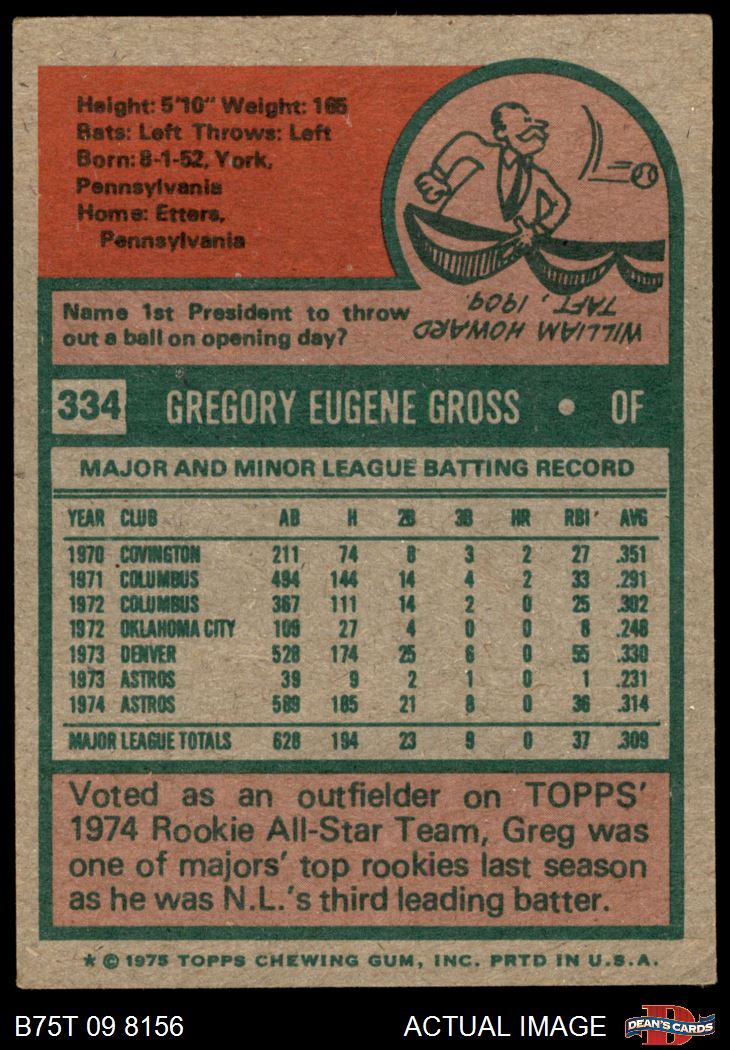 Height: 5'10" Weight: 165
Bats: Left Throws: Left
Born: 8-1-52, York,
Pennsylvania
Home: Etters,
Pennsylvania
Name 1st President to throw
out a ball on opening day?
WILLIAM HOWARD
TAFT, 1909.
334 GREGORY EUGENE GROSS • OF
MAJOR AND MINOR LEAGUE BATTING RECORD
YEAR CLUB AB H 2B 3B HR RBI AVG
1970 COVINGTON 211 74 8 3 2 27 .351
1971 COLUMBUS 494 144 14 4 2 33 .291
1972 COLUMBUS 367 111 14 2 0 25 .302
1972 OKLAHOMA CITY 109 27 4 0 0 8 .248
1973 DENVER 528 174 25 6 0 55 .330
1973 ASTROS 39 9 2 1 0 1 .231
1974 ASTROS 589 185 21 8 0 36 .314
MAJOR LEAGUE TOTALS 628 194 23 9 0 37 .309
Voted as an outfielder on TOPPS'
1974 Rookie All-Star Team, Greg was
one of majors' top rookies last season
as he was N.L.'s third leading batter.
* © 1975 TOPPS CHEWING GUM, INC. PRTD IN U.S.A.
B75T 09 8156 ACTUAL IMAGE
D
DEAN'S CARDS